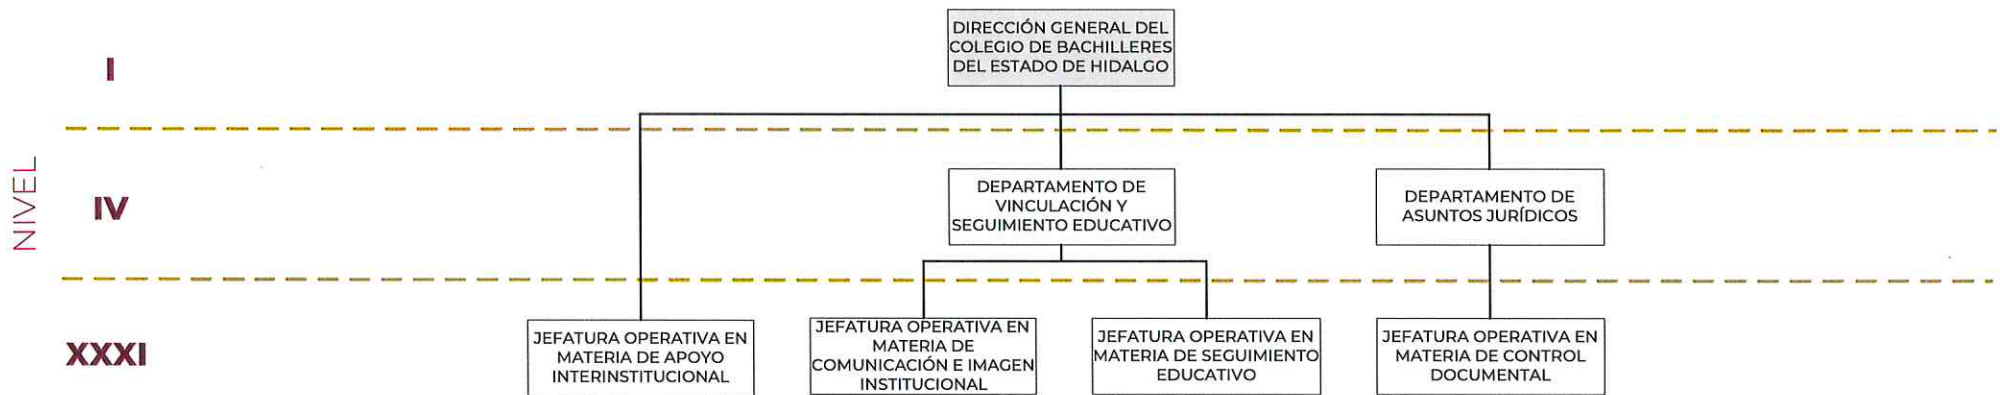 DIRECCIÓN GENERAL DEL
COLEGIO DE BACHILLERES
DEL ESTADO DE HIDALGO
I
NIVEL
IV
DEPARTAMENTO DE
VINCULACIÓN Y
SEGUIMIENTO EDUCATIVO
DEPARTAMENTO DE
ASUNTOS JURÍDICOS
XXXI
JEFATURA OPERATIVA EN
MATERIA DE APOYO
INTERINSTITUCIONAL
JEFATURA OPERATIVA EN
MATERIA DE
COMUNICACIÓN E IMAGEN
INSTITUCIONAL
JEFATURA OPERATIVA EN
MATERIA DE SEGUIMIENTO
EDUCATIVO
JEFATURA OPERATIVA EN
MATERIA DE CONTROL
DOCUMENTAL